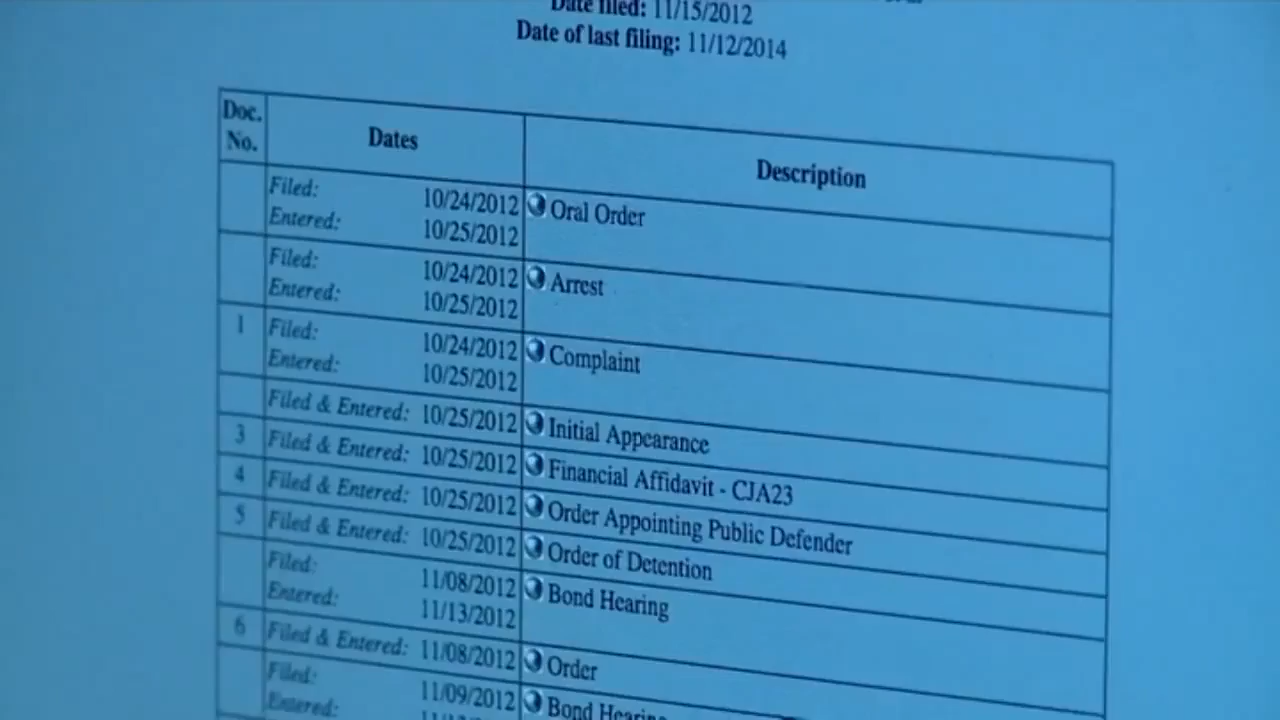 Date filed: 11/15/2012
Date of last filing: 11/12/2014
Doc. No. Dates Description
Filed: 10/24/2012 Oral Order
Entered: 10/25/2012
Filed: 10/24/2012 Arrest
Entered: 10/25/2012
1 Filed: 10/24/2012 Complaint
Entered: 10/25/2012
Filed & Entered: 10/25/2012 Initial Appearance
3 Filed & Entered: 10/25/2012 Financial Affidavit - CJA23
4 Filed & Entered: 10/25/2012 Order Appointing Public Defender
5 Filed & Entered: 10/25/2012 Order of Detention
Filed: 11/08/2012 Bond Hearing
Entered: 11/13/2012
6 Filed & Entered: 11/08/2012 Order
Filed: 11/09/2012 Bond Hearing
Entered: